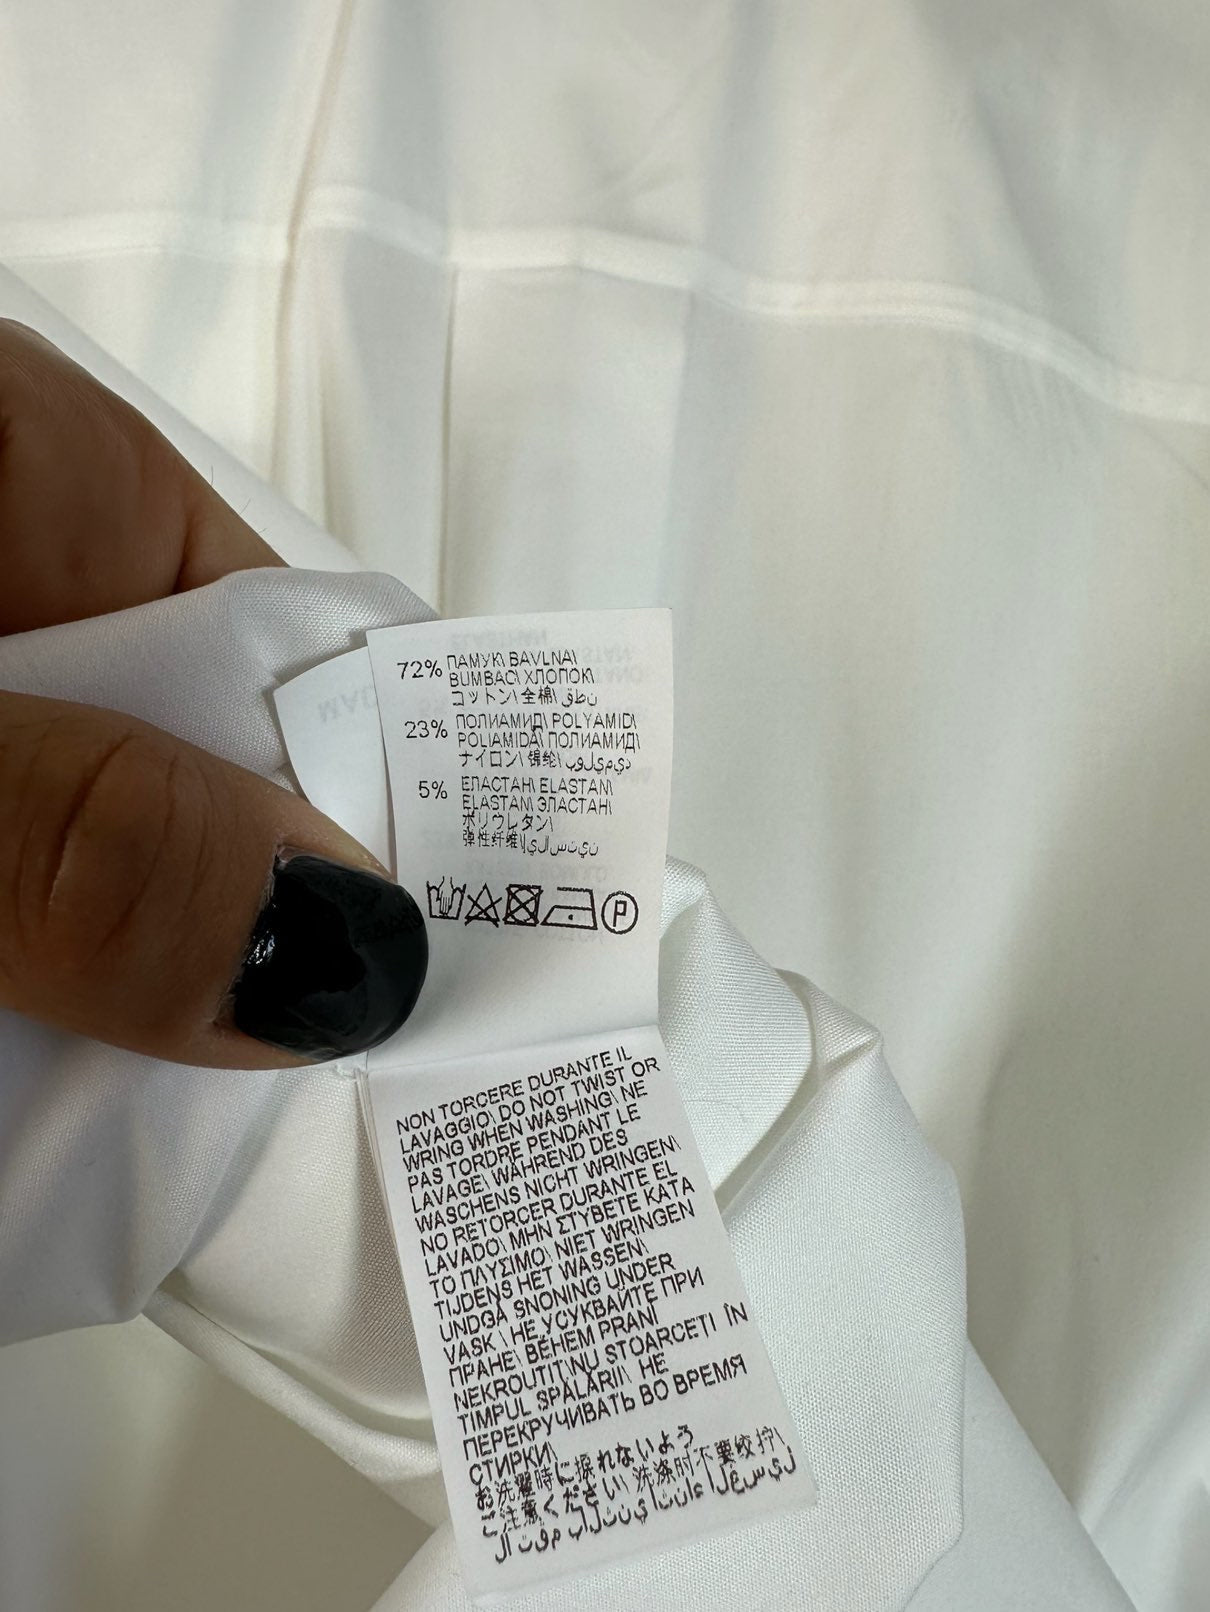 72% ПАМУК\ BAVLNA\
BUMBAC\ ХЛОПОК\
コットン\ 全棉\ قطن
23% ПОЛИАМИД\ POLYAMID\
POLIAMIDĂ\ ПОЛИАМИД\
ナイロン\ 锦纶\ بوليميد
5% ЕЛАСТАН\ ELASTAN\
ELASTAN\ ЭЛАСТАН\
ポリウレタン\
弹性纤维\ إيلاستين
P
NON TORCERE DURANTE IL
LAVAGGIO\ DO NOT TWIST OR
WRING WHEN WASHING\ NE
PAS TORDRE PENDANT LE
LAVAGE\ WÄHREND DES
WASCHENS NICHT WRINGEN\
NO RETORCER DURANTE EL
LAVADO\ ΜΗΝ ΣΤΥΒΕΤΕ ΚΑΤΑ
ΤΟ ΠΛΥΣΙΜΟ\ NIET WRINGEN
TIJDENS HET WASSEN\
UNDGÅ SNONING UNDER
VASK \ НЕ УСУКВАЙТЕ ПРИ
ПРАНЕ\ BĚHEM PRANÍ
NEKROUTIT\ NU STOARCEȚI ÎN
TIMPUL SPĂLĂRII\ НЕ
ПЕРЕКРУЧИВАТЬ ВО ВРЕМЯ
СТИРКИ\
お洗濯時に捩れないよう
ご注意ください\ 洗涤时不要绞拧\